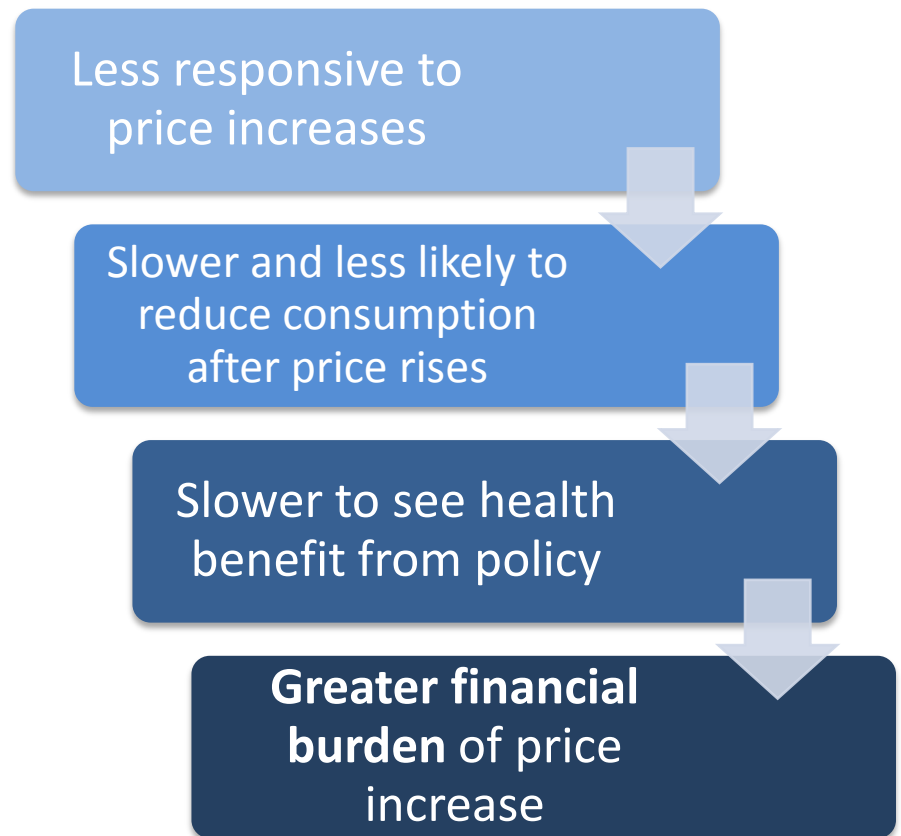 Less responsive to
price increases
Slower and less likely to
reduce consumption
after price rises
Slower to see health
benefit from policy
Greater financial
burden of price
increase